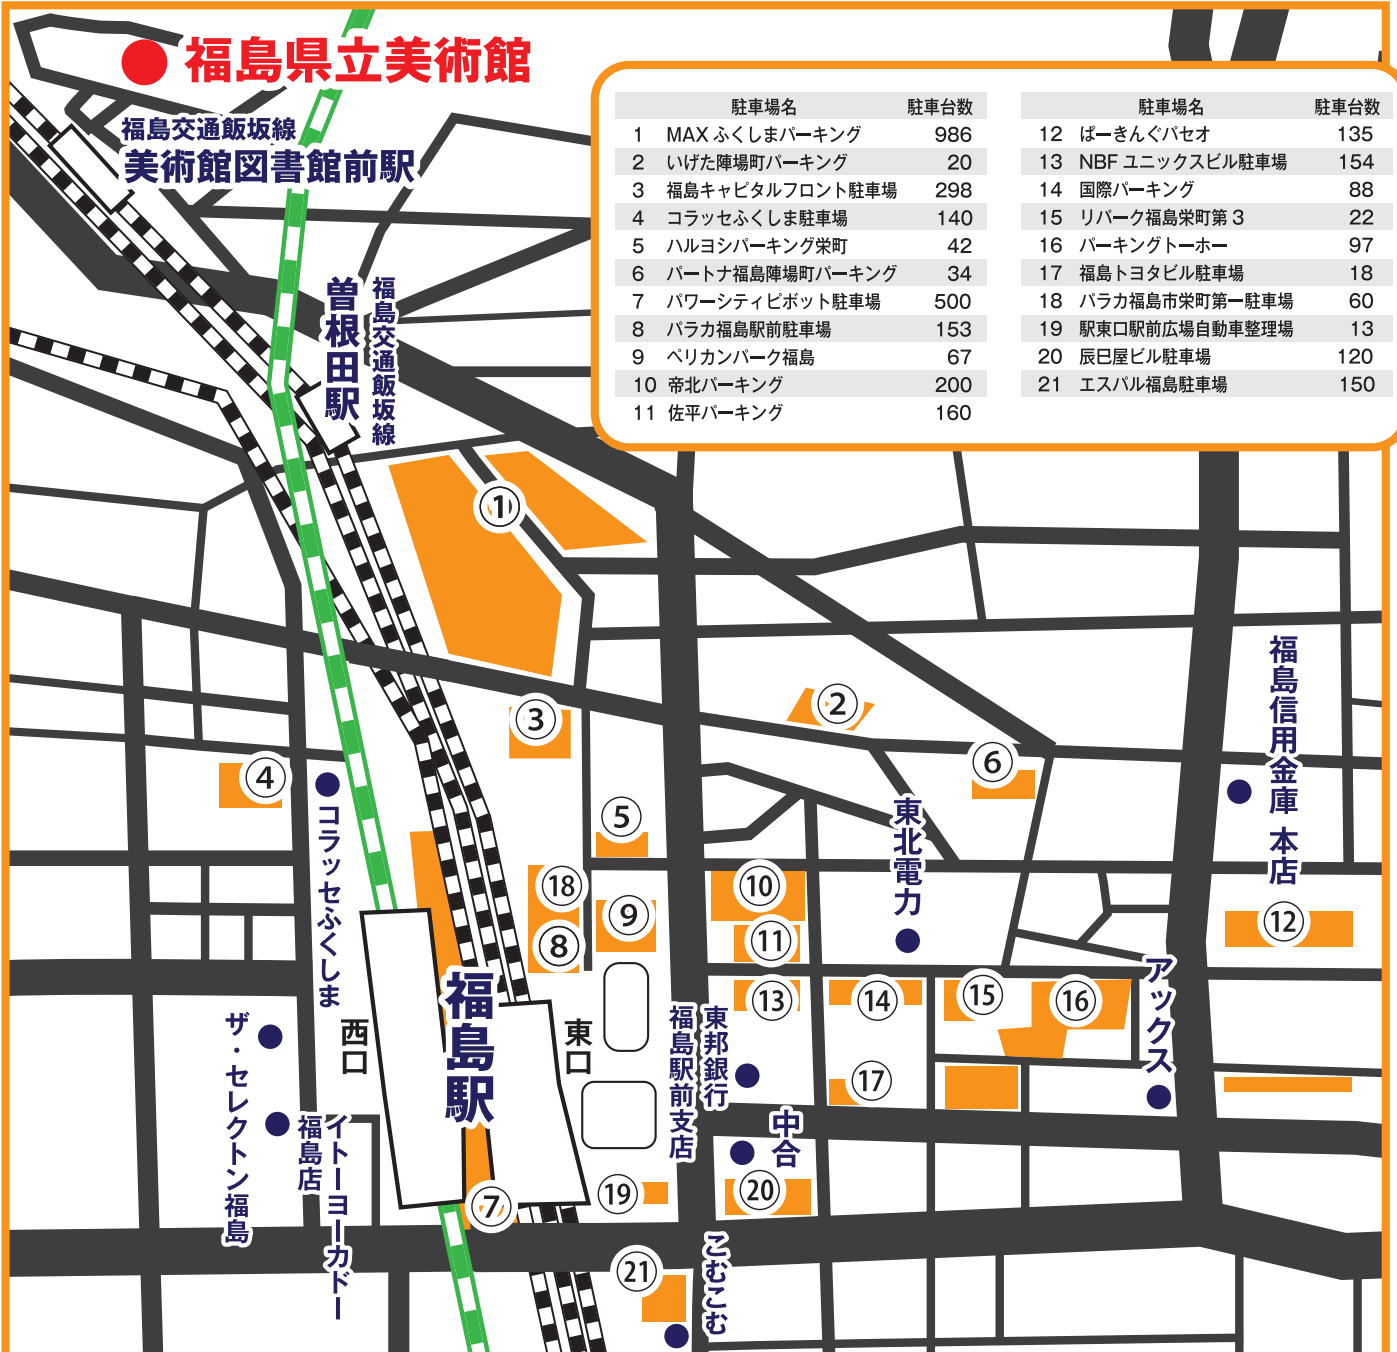 福島県立美術館
福島交通飯坂線
美術館図書館前駅
駐車場名 駐車台数
1 MAX ふくしまパーキング 986
2 いげた陣場町パーキング 20
3 福島キャピタルフロント駐車場 298
4 コラッセふくしま駐車場 140
5 ハルヨシパーキング栄町 42
6 パートナ福島陣場町パーキング 34
7 パワーシティピボット駐車場 500
8 パラカ福島駅前駐車場 153
9 ペリカンパーク福島 67
10 帝北パーキング 200
11 佐平パーキング 160
駐車場名 駐車台数
12 ぱーきんぐパセオ 135
13 NBF ユニックスビル駐車場 154
14 国際パーキング 88
15 リパーク福島栄町第 3 22
16 パーキングトーホー 97
17 福島トヨタビル駐車場 18
18 パラカ福島市栄町第一駐車場 60
19 駅東口駅前広場自動車整理場 13
20 辰巳屋ビル駐車場 120
21 エスパル福島駐車場 150
福島交通飯坂線
曽根田駅
①
②
③
④
⑤
⑥
福島信用金庫 本店
コラッセふくしま
東北電力
⑱
⑧
⑨
⑩
⑪
⑫
⑬
⑭
⑮
⑯
⑰
アックス
福島駅
西口
東口
東邦銀行
福島駅前支店
ザ・セレクトン福島
イトーヨーカドー
福島店
中合
⑦
⑲
⑳
㉑
こむこむ